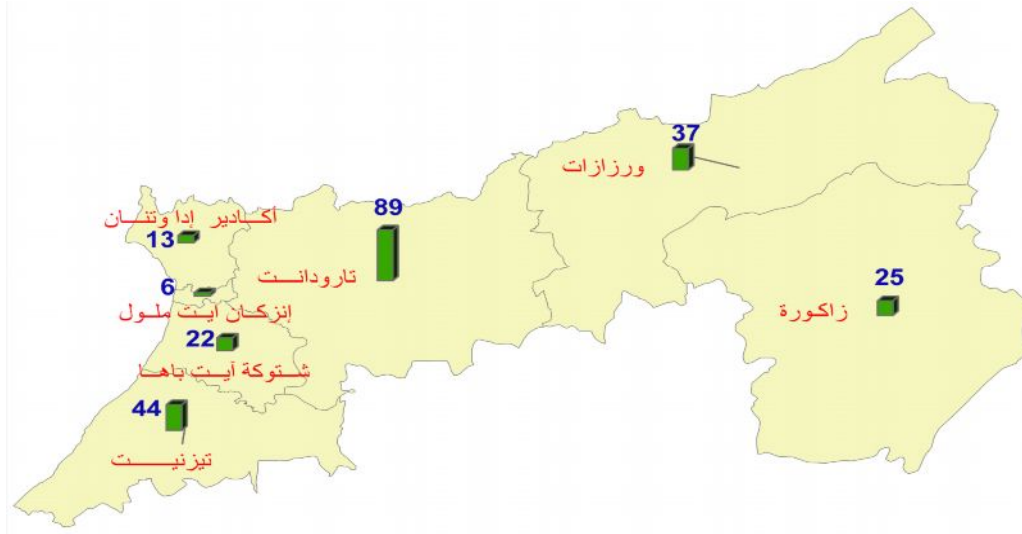 37
ورزازات
89
أكادير إدا وتنان
13
تارودانت
25
زاكورة
6
إنزكان أيت ملول
22
شتوكة آيت باها
44
تيزنيت